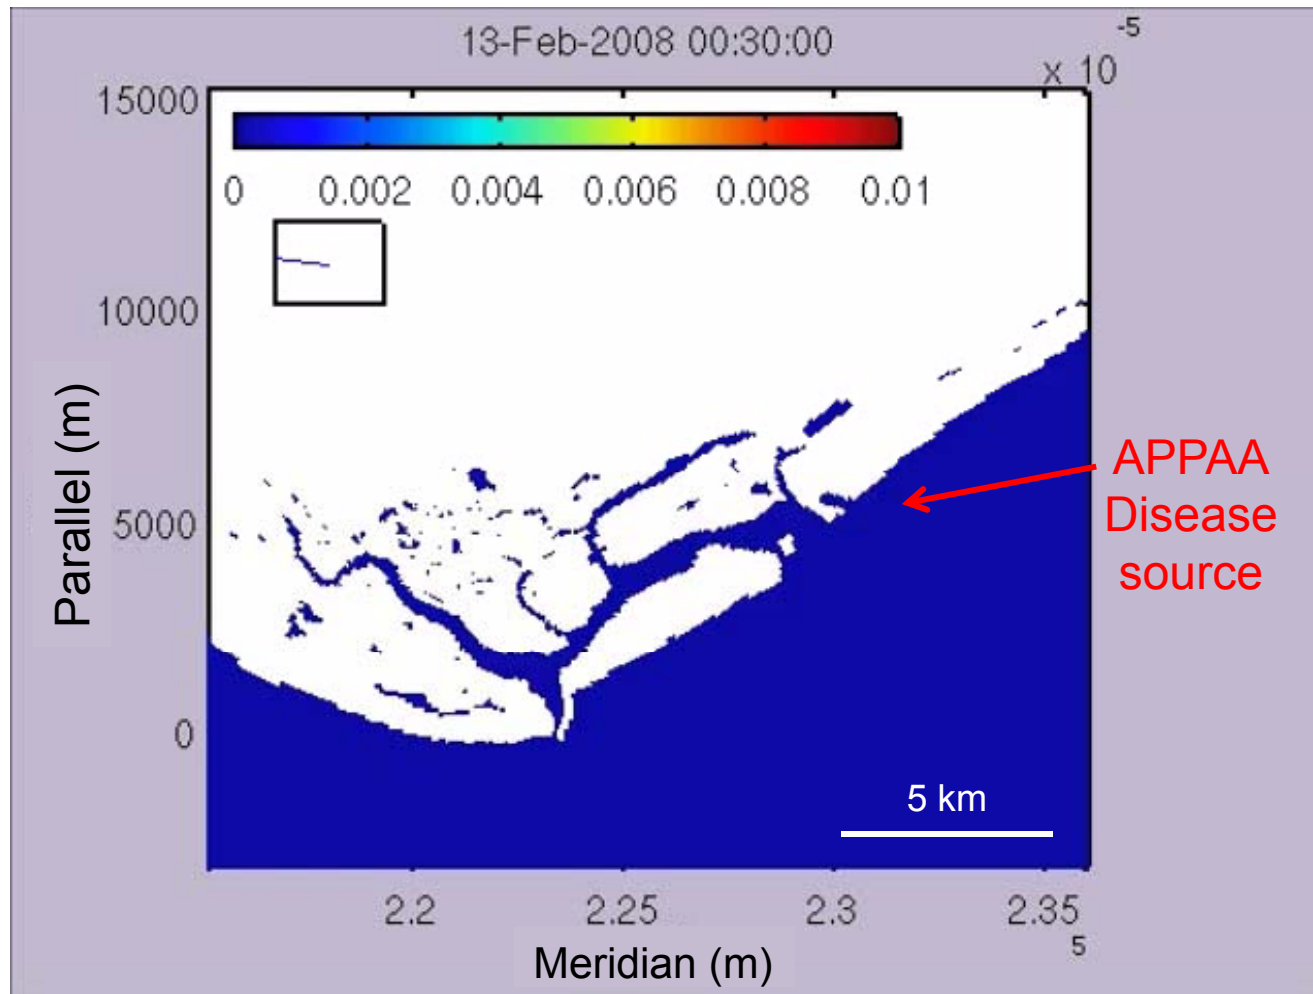 -5
13-Feb-2008 00:30:00
x 10
15000
0 0.002 0.004 0.006 0.008 0.01
10000
Parallel (m)
APPAA
Disease
source
5000
0
5 km
2.2 2.25 2.3 2.35
5
Meridian (m)